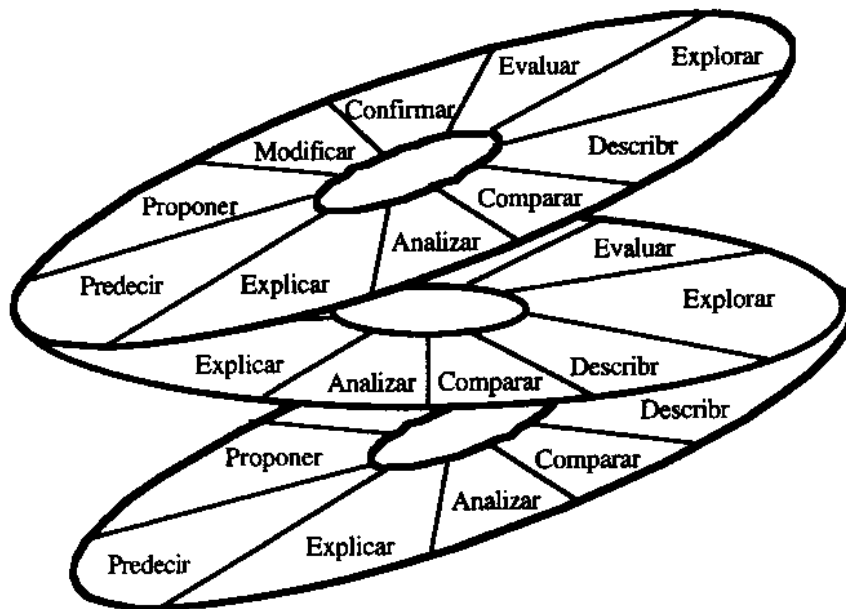 Evaluar
Explorar
Confirmar
Modificar
Describr
Proponer
Comparar
Analizar
Predecir
Explicar
Evaluar
Explorar
Explicar
Analizar
Comparar
Describr
Describr
Proponer
Comparar
Analizar
Explicar
Predecir